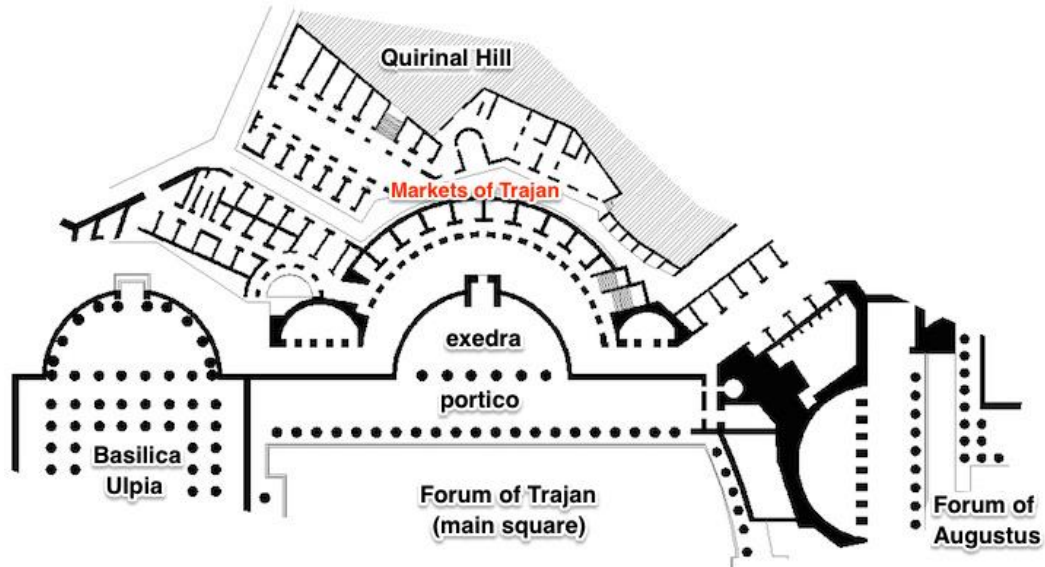 Quirinal Hill
Markets of Trajan
exedra
portico
Basilica
Ulpia
Forum of Trajan
(main square)
Forum of
Augustus